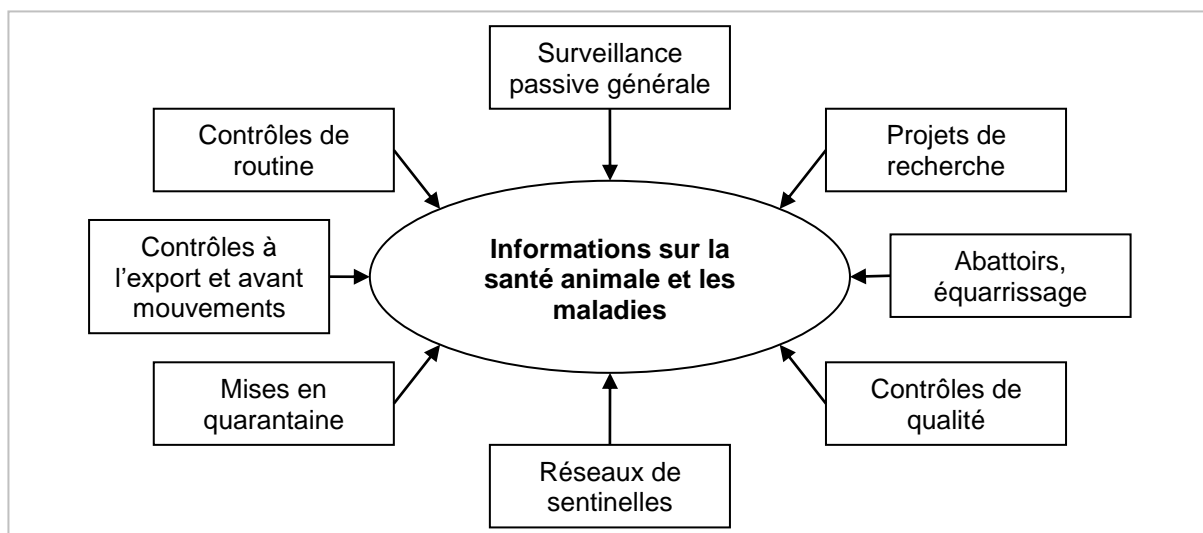 Surveillance
passive générale
Contrôles de
routine
Projets de
recherche
Contrôles à
l’export et avant
mouvements
Informations sur la
santé animale et les
maladies
Abattoirs,
équarrissage
Mises en
quarantaine
Contrôles de
qualité
Réseaux de
sentinelles